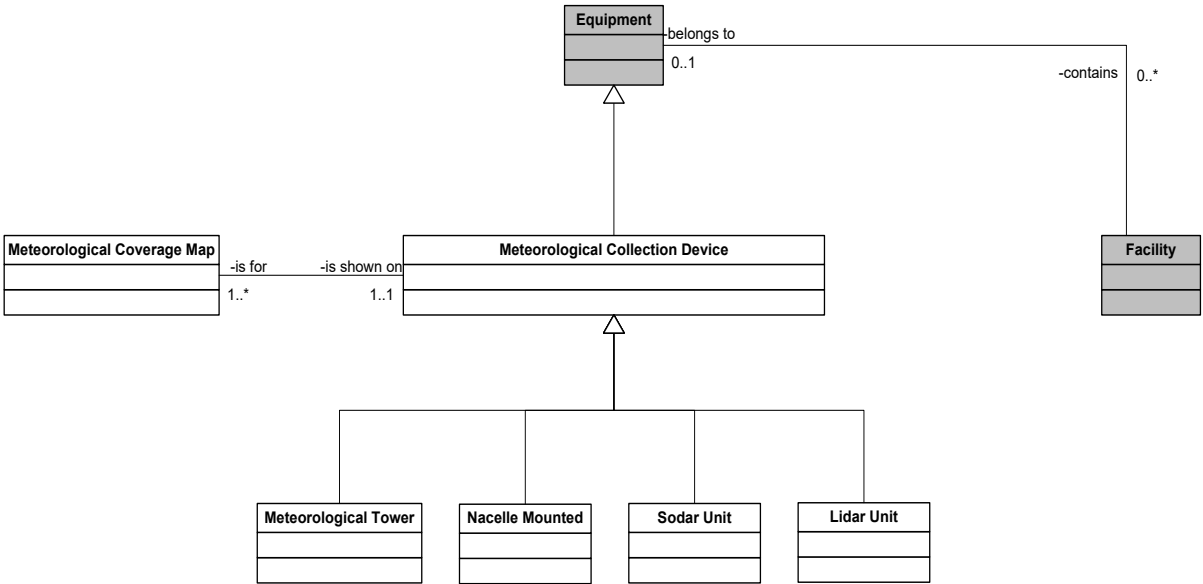 Equipment
-belongs to
0..1
-contains
0..*
Meteorological Coverage Map
-is for
1..*
-is shown on
1..1
Meteorological Collection Device
Facility
Meteorological Tower
Nacelle Mounted
Sodar Unit
Lidar Unit